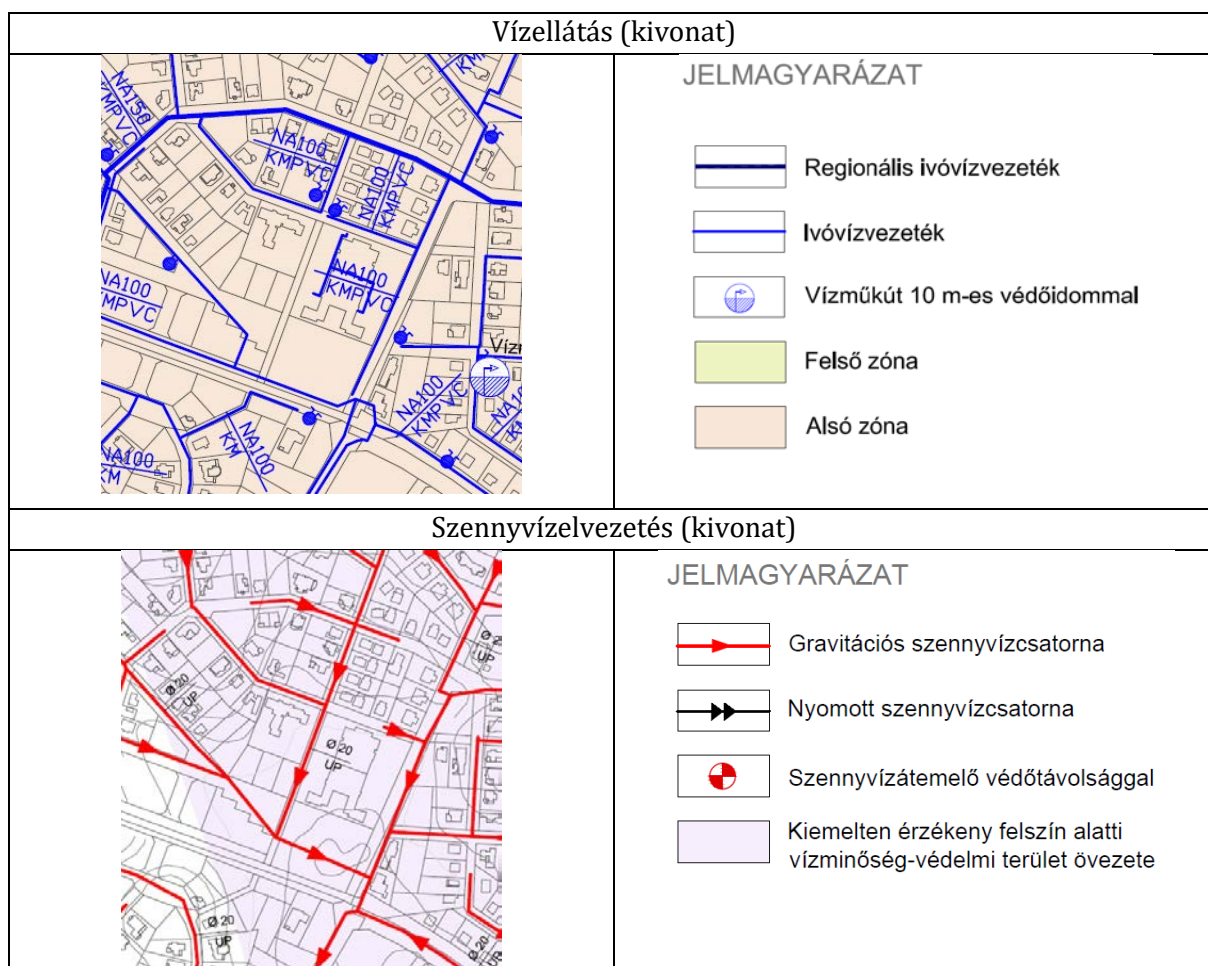 Vízellátás (kivonat)
NA150
KMPVC
NA100
KMPVC
NA100
KMPVC
NA100
KMPVC
NA100
KMPVC
NA100
KMPVC
NA100
KM
NA100
KM
JELMAGYARÁZAT
Regionális ivóvízvezeték
Ivóvízvezeték
Vízműkút 10 m-es védőidommal
Felső zóna
Alsó zóna
Szennyvízelvezetés (kivonat)
Ø 20
UP
Ø 20
UP
Ø 20
UP
UP
Ø 20
JELMAGYARÁZAT
Gravitációs szennyvízcsatorna
Nyomott szennyvízcsatorna
Szennyvízátemelő védőtávolsággal
Kiemelten érzékeny felszín alatti
vízminőség-védelmi terület övezete